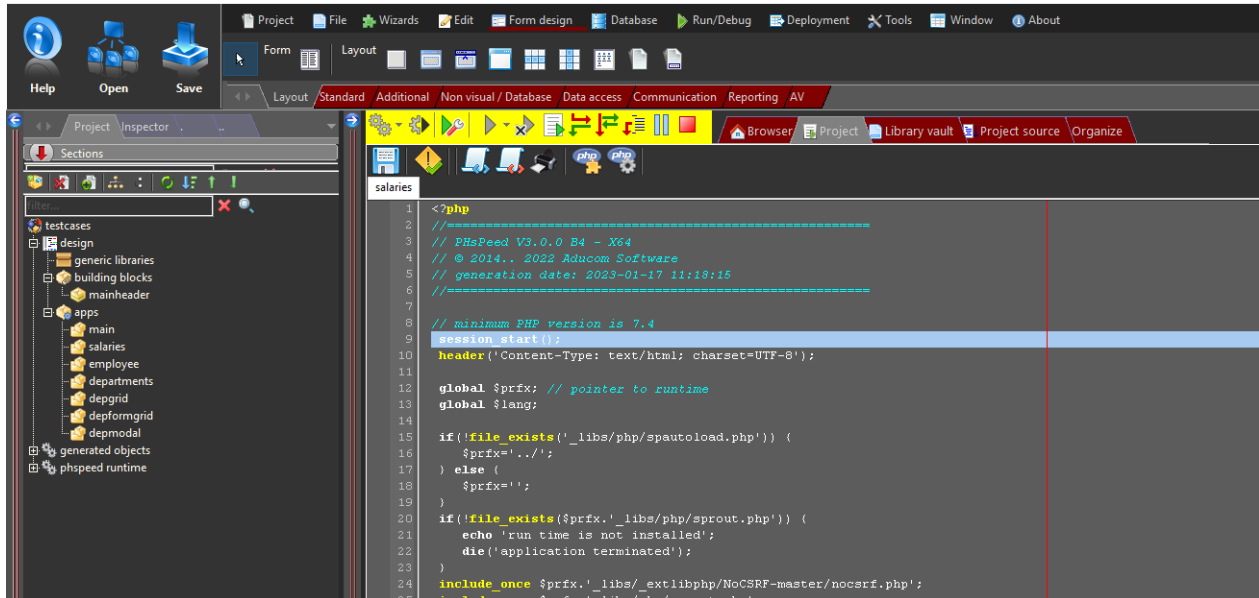 Project File Wizards Edit Form design Database Run/Debug Deployment Tools Window About
Form Layout
Help Open Save
Layout Standard Additional Non visual / Database Data access Communication Reporting AV
Project Inspector . ..
Browser Project Library vault Project source Organize
Sections
filter...
salaries
testcases
design
generic libraries
building blocks
mainheader
apps
main
salaries
employee
departments
depgrid
depformgrid
depmodal
generated objects
phspeed runtime
php php
1 <?php
2 //=======================================================
3 // PHsPeed V3.0.0 B4 - X64
4 // © 2014.. 2022 Aducom Software
5 // generation date: 2023-01-17 11:18:15
6 //=======================================================
7
8 // minimum PHP version is 7.4
9 session_start();
10 header('Content-Type: text/html; charset=UTF-8');
11
12 global $prfx; // pointer to runtime
13 global $lang;
14
15 if(!file_exists('_libs/php/spautoload.php')) {
16 $prfx='../';
17 } else {
18 $prfx='';
19 }
20 if(!file_exists($prfx.'_libs/php/sprout.php')) {
21 echo 'run time is not installed';
22 die('application terminated');
23 }
24 include_once $prfx.'_libs/_extlibphp/NoCSRF-master/nocsrf.php';